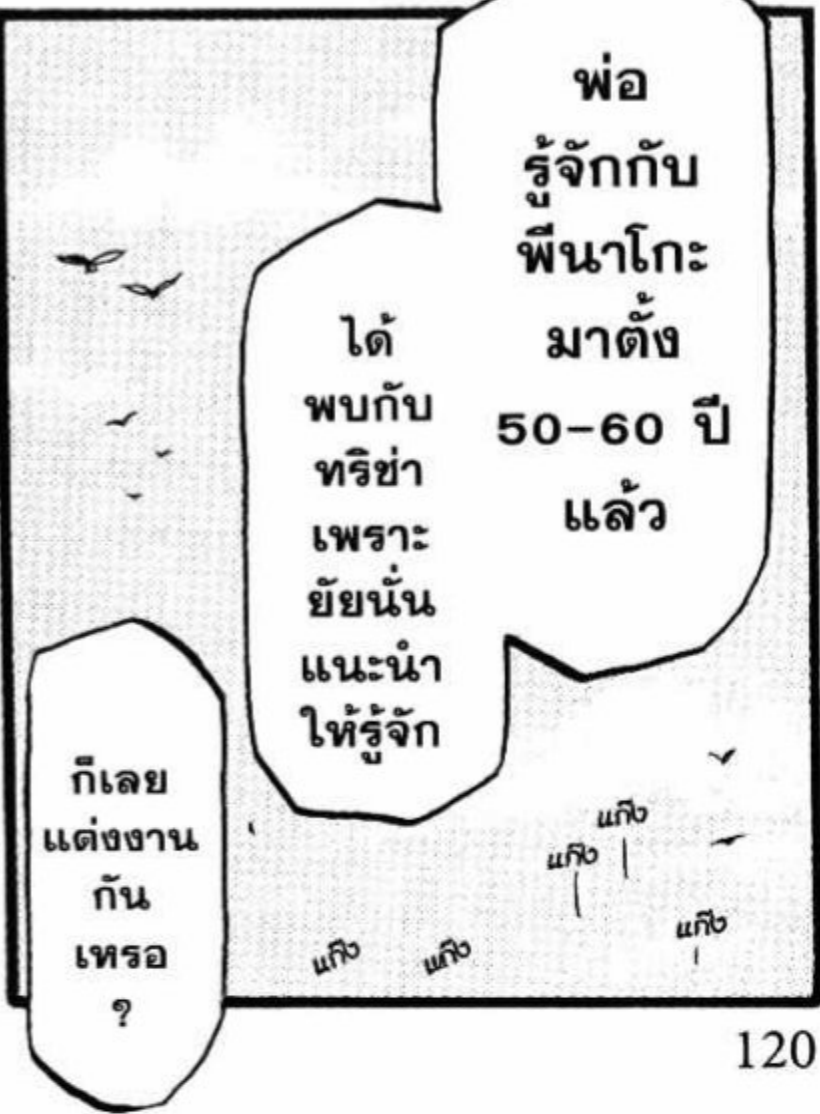 พ่อ
รู้จักกับ
พีนาโกะ
มาตั้ง
50-60 ปี
แล้ว
ได้
พบกับ
ทริช่า
เพราะ
ยัยนั่น
แนะนำ
ให้รู้จัก
ก็เลย
แต่งงาน
กัน
เหรอ
?
แก๊ง
แก๊ง
แก๊ง
แก๊ง
แก๊ง
120